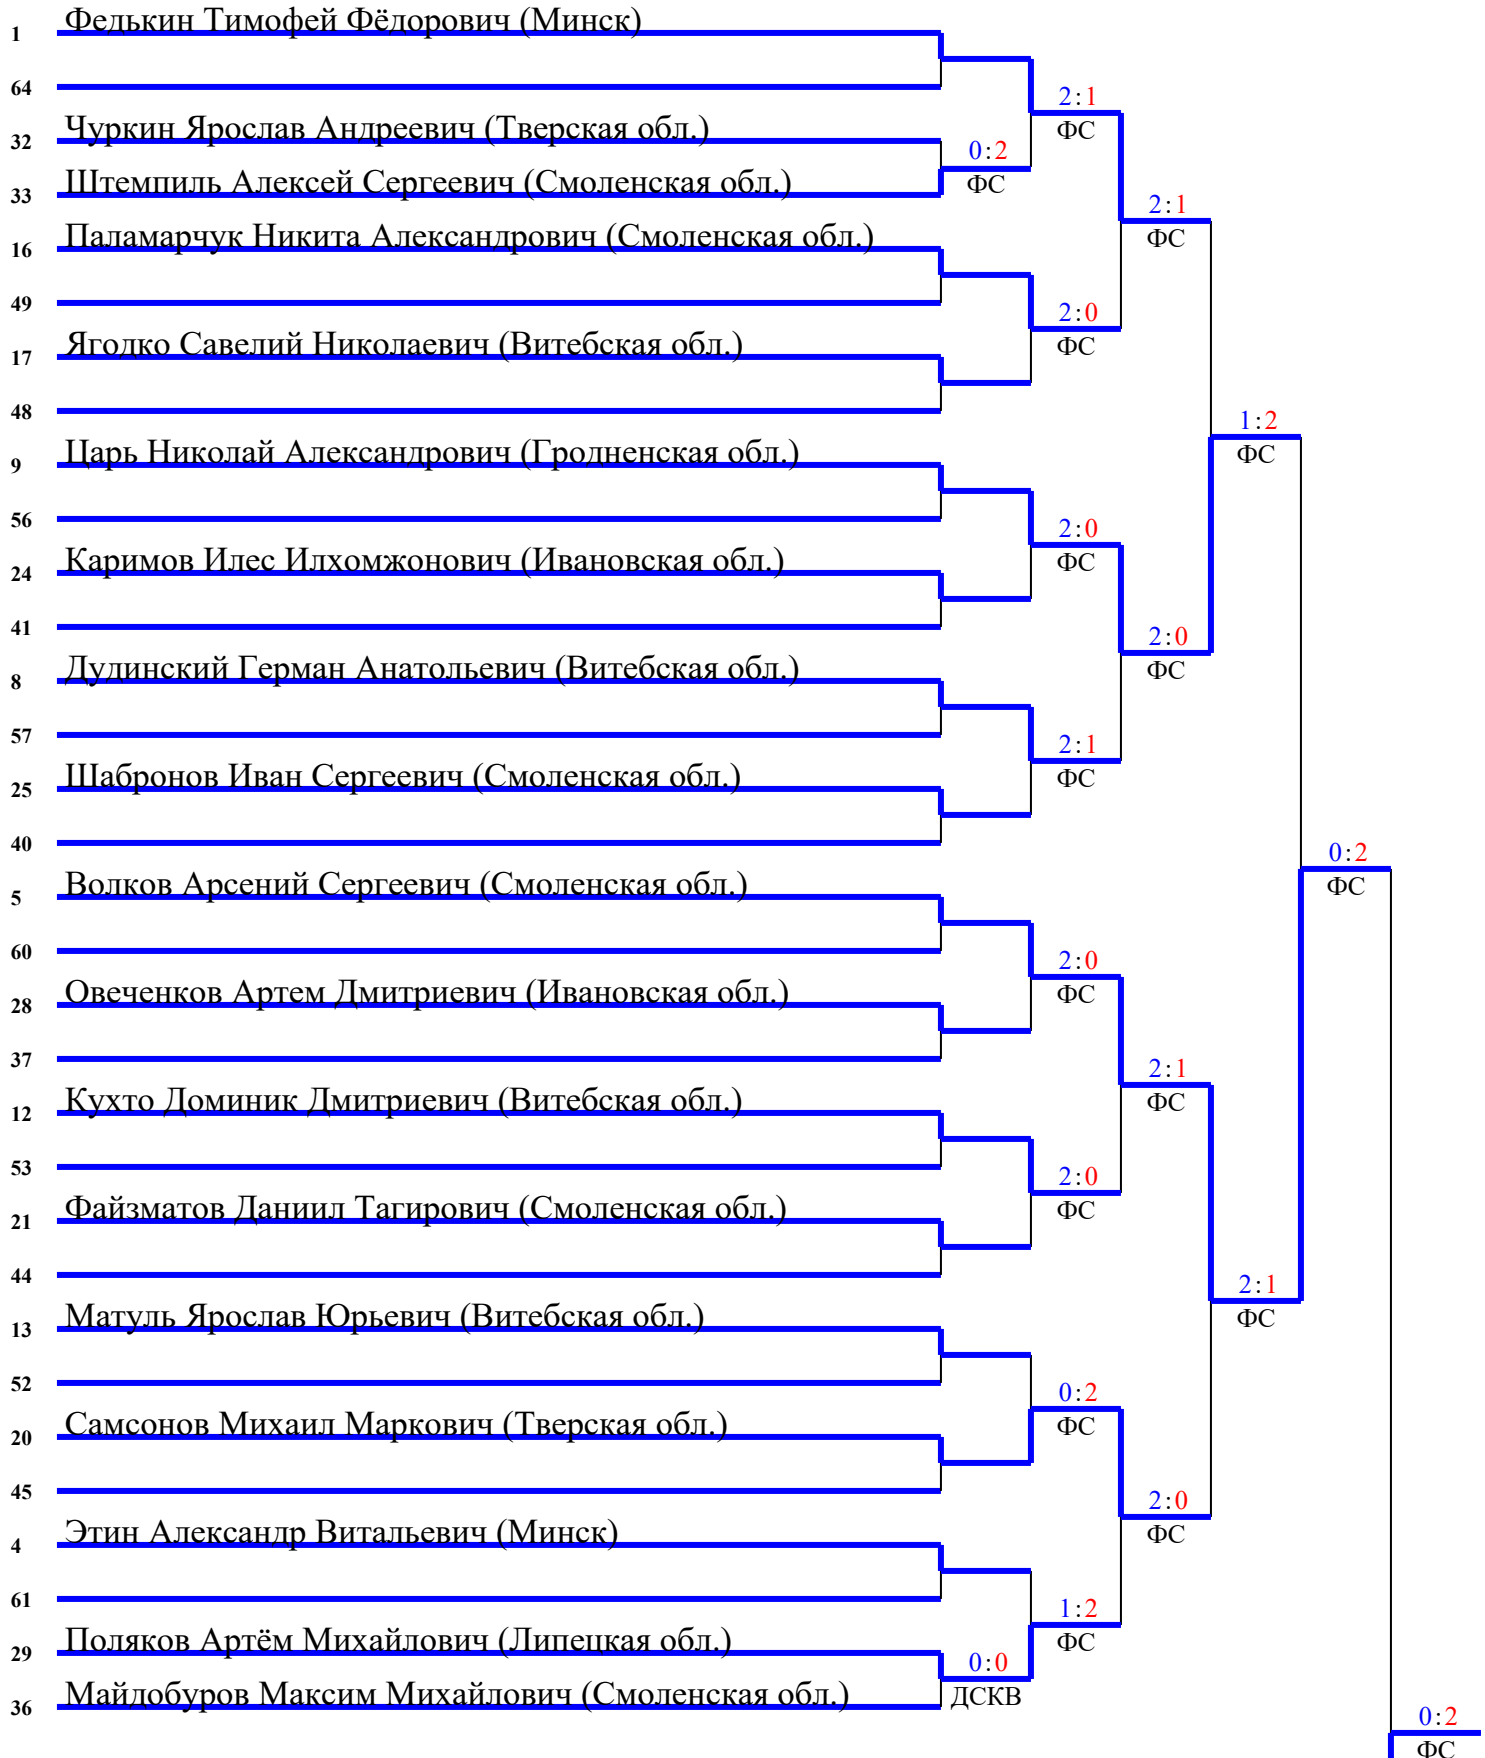 Федькин Тимофей Фёдорович (Минск)
1
64
2:1
ФС
Чуркин Ярослав Андреевич (Тверская обл.)
32
0:2
ФС
Штемпиль Алексей Сергеевич (Смоленская обл.)
33
2:1
ФС
Паламарчук Никита Александрович (Смоленская обл.)
16
49
2:0
ФС
Ягодко Савелий Николаевич (Витебская обл.)
17
48
1:2
ФС
Царь Николай Александрович (Гродненская обл.)
9
56
2:0
ФС
Каримов Илес Илхомжонович (Ивановская обл.)
24
41
2:0
ФС
Дудинский Герман Анатольевич (Витебская обл.)
8
57
2:1
ФС
Шабронов Иван Сергеевич (Смоленская обл.)
25
40
0:2
ФС
Волков Арсений Сергеевич (Смоленская обл.)
5
60
2:0
ФС
Овеченков Артем Дмитриевич (Ивановская обл.)
28
37
2:1
ФС
Кухто Доминик Дмитриевич (Витебская обл.)
12
53
2:0
ФС
Файзматов Даниил Тагирович (Смоленская обл.)
21
44
2:1
ФС
Матуль Ярослав Юрьевич (Витебская обл.)
13
52
0:2
ФС
Самсонов Михаил Маркович (Тверская обл.)
20
45
2:0
ФС
Этин Александр Витальевич (Минск)
4
61
1:2
ФС
Поляков Артём Михайлович (Липецкая обл.)
29
0:0
ДСКВ
Майдобуров Максим Михайлович (Смоленская обл.)
36
0:2
ФС